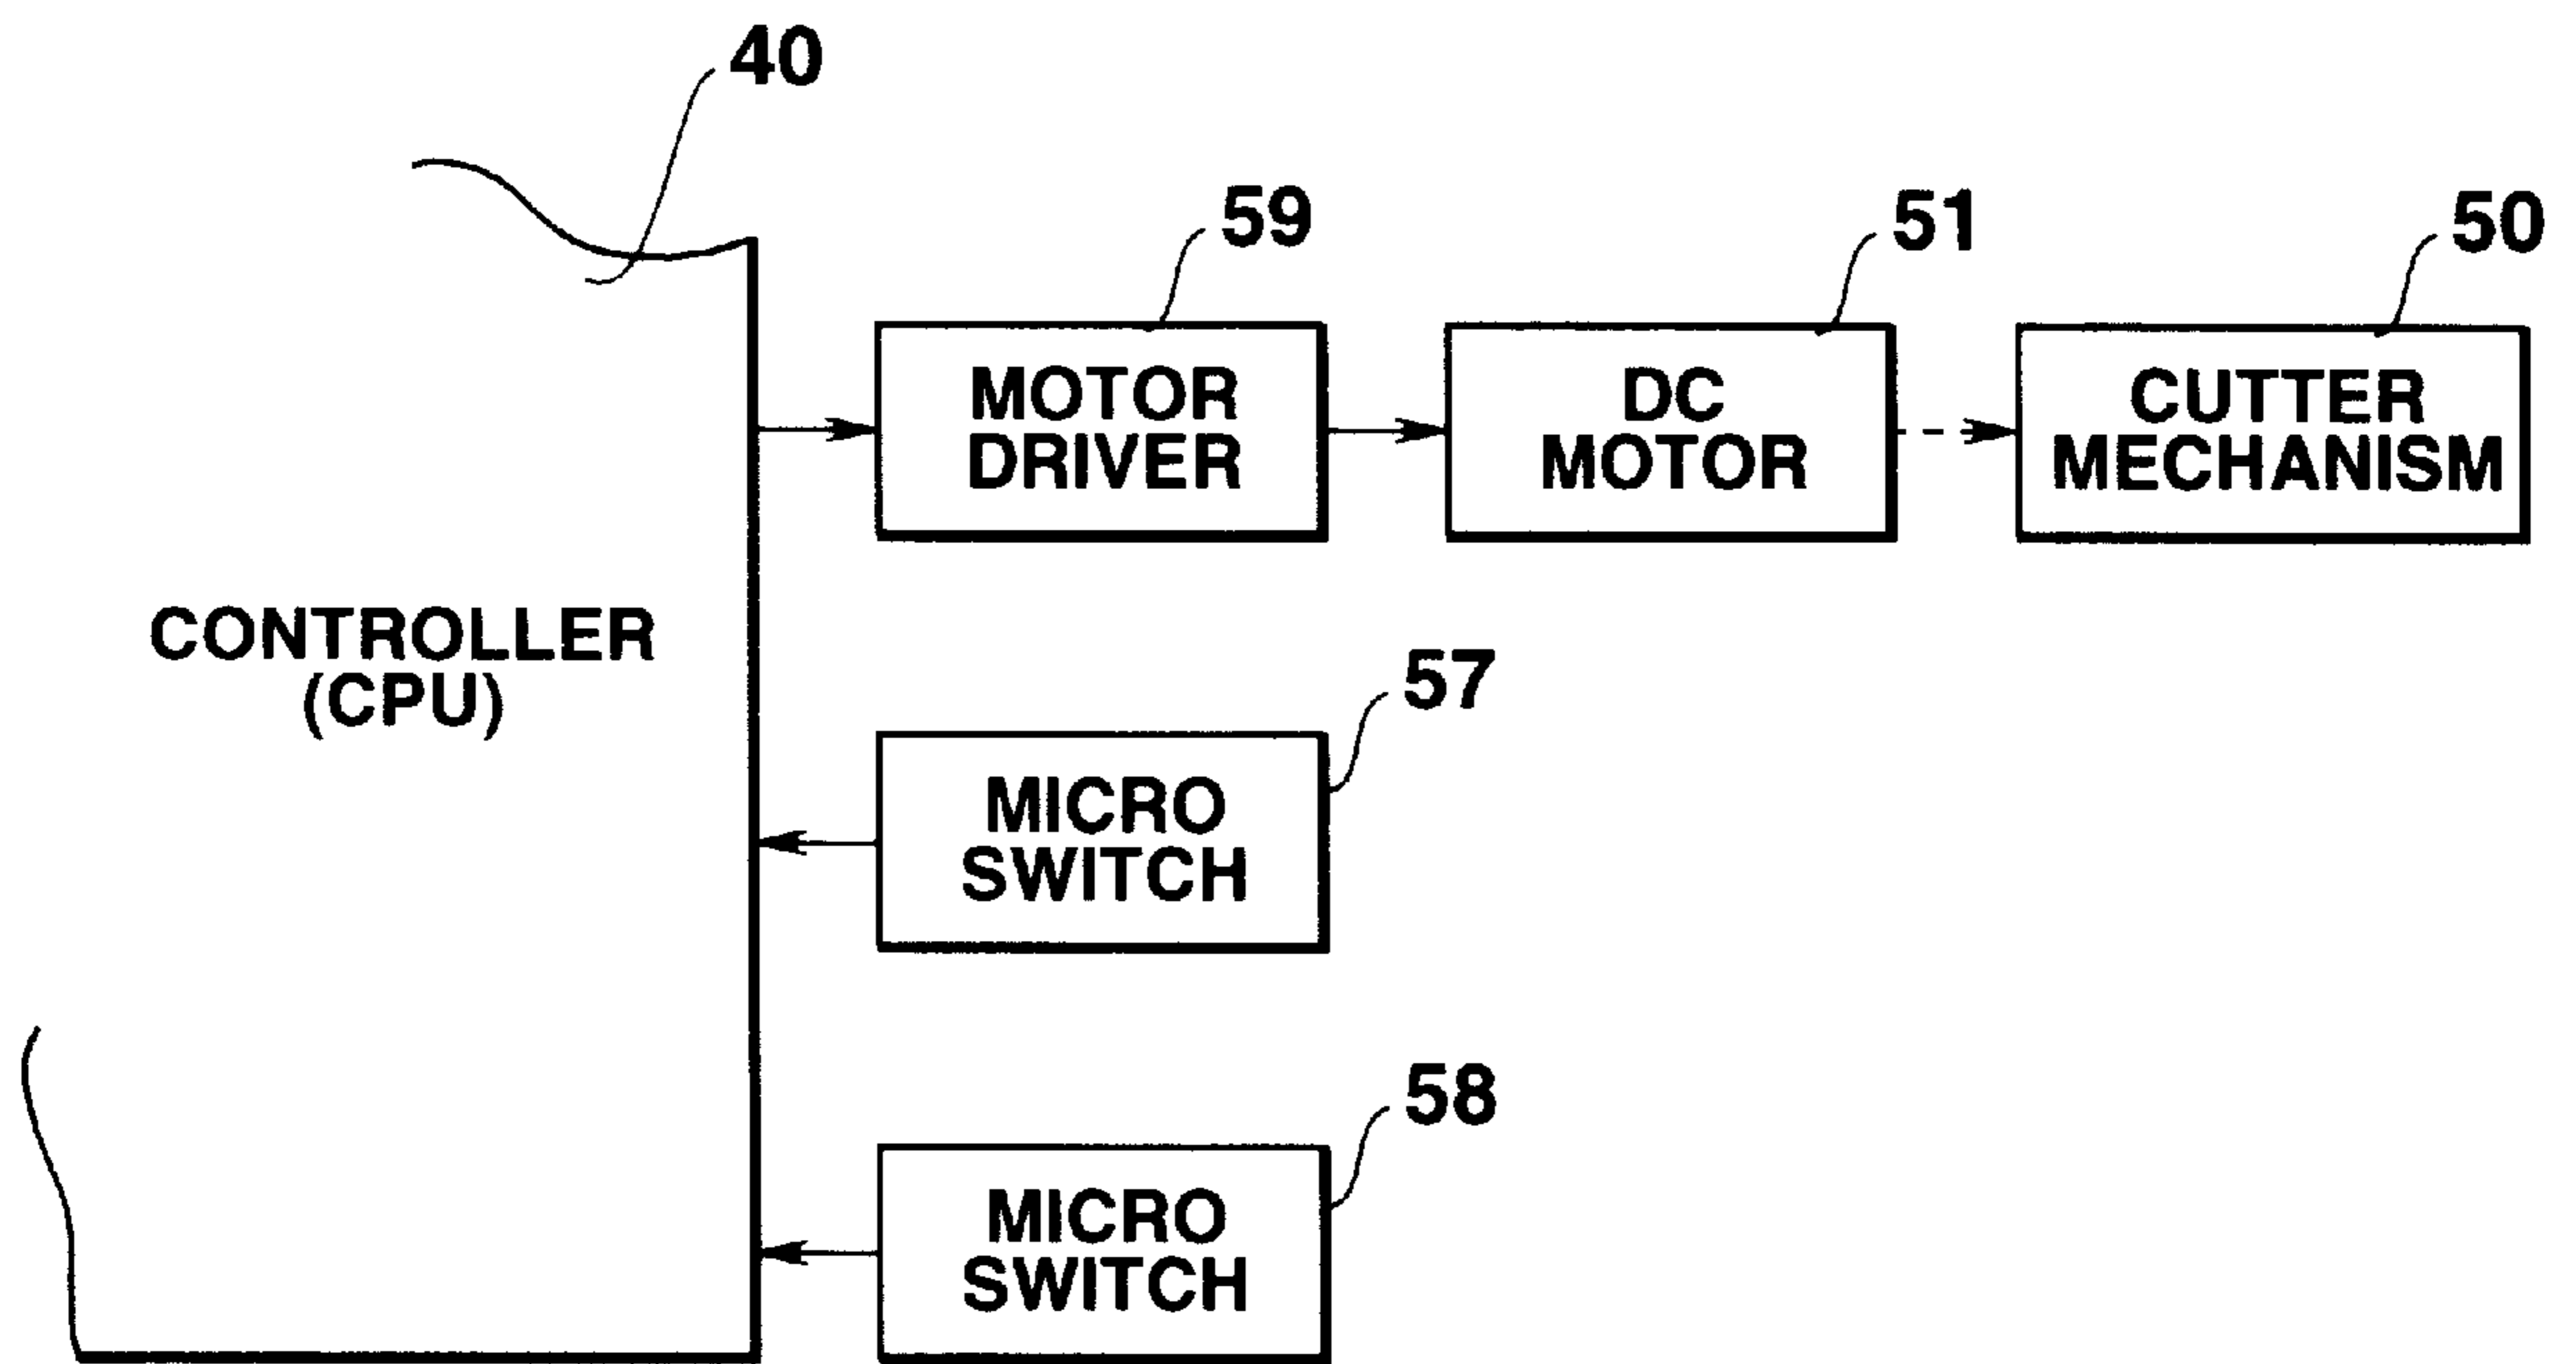 40
59
51
50
MOTOR
DRIVER
DC
MOTOR
CUTTER
MECHANISM
CONTROLLER
(CPU)
57
MICRO
SWITCH
58
MICRO
SWITCH